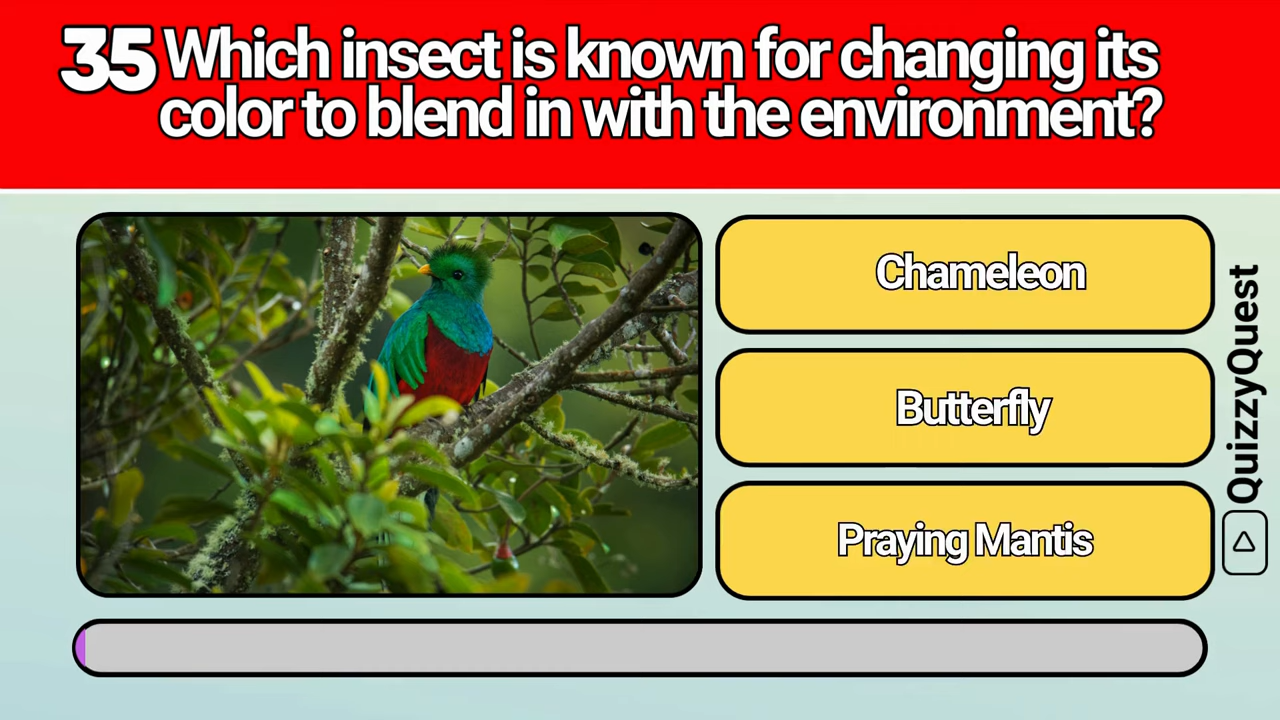 35 Which insect is known for changing its
color to blend in with the environment?
Chameleon
Butterfly
Praying Mantis
QuizzyQuest